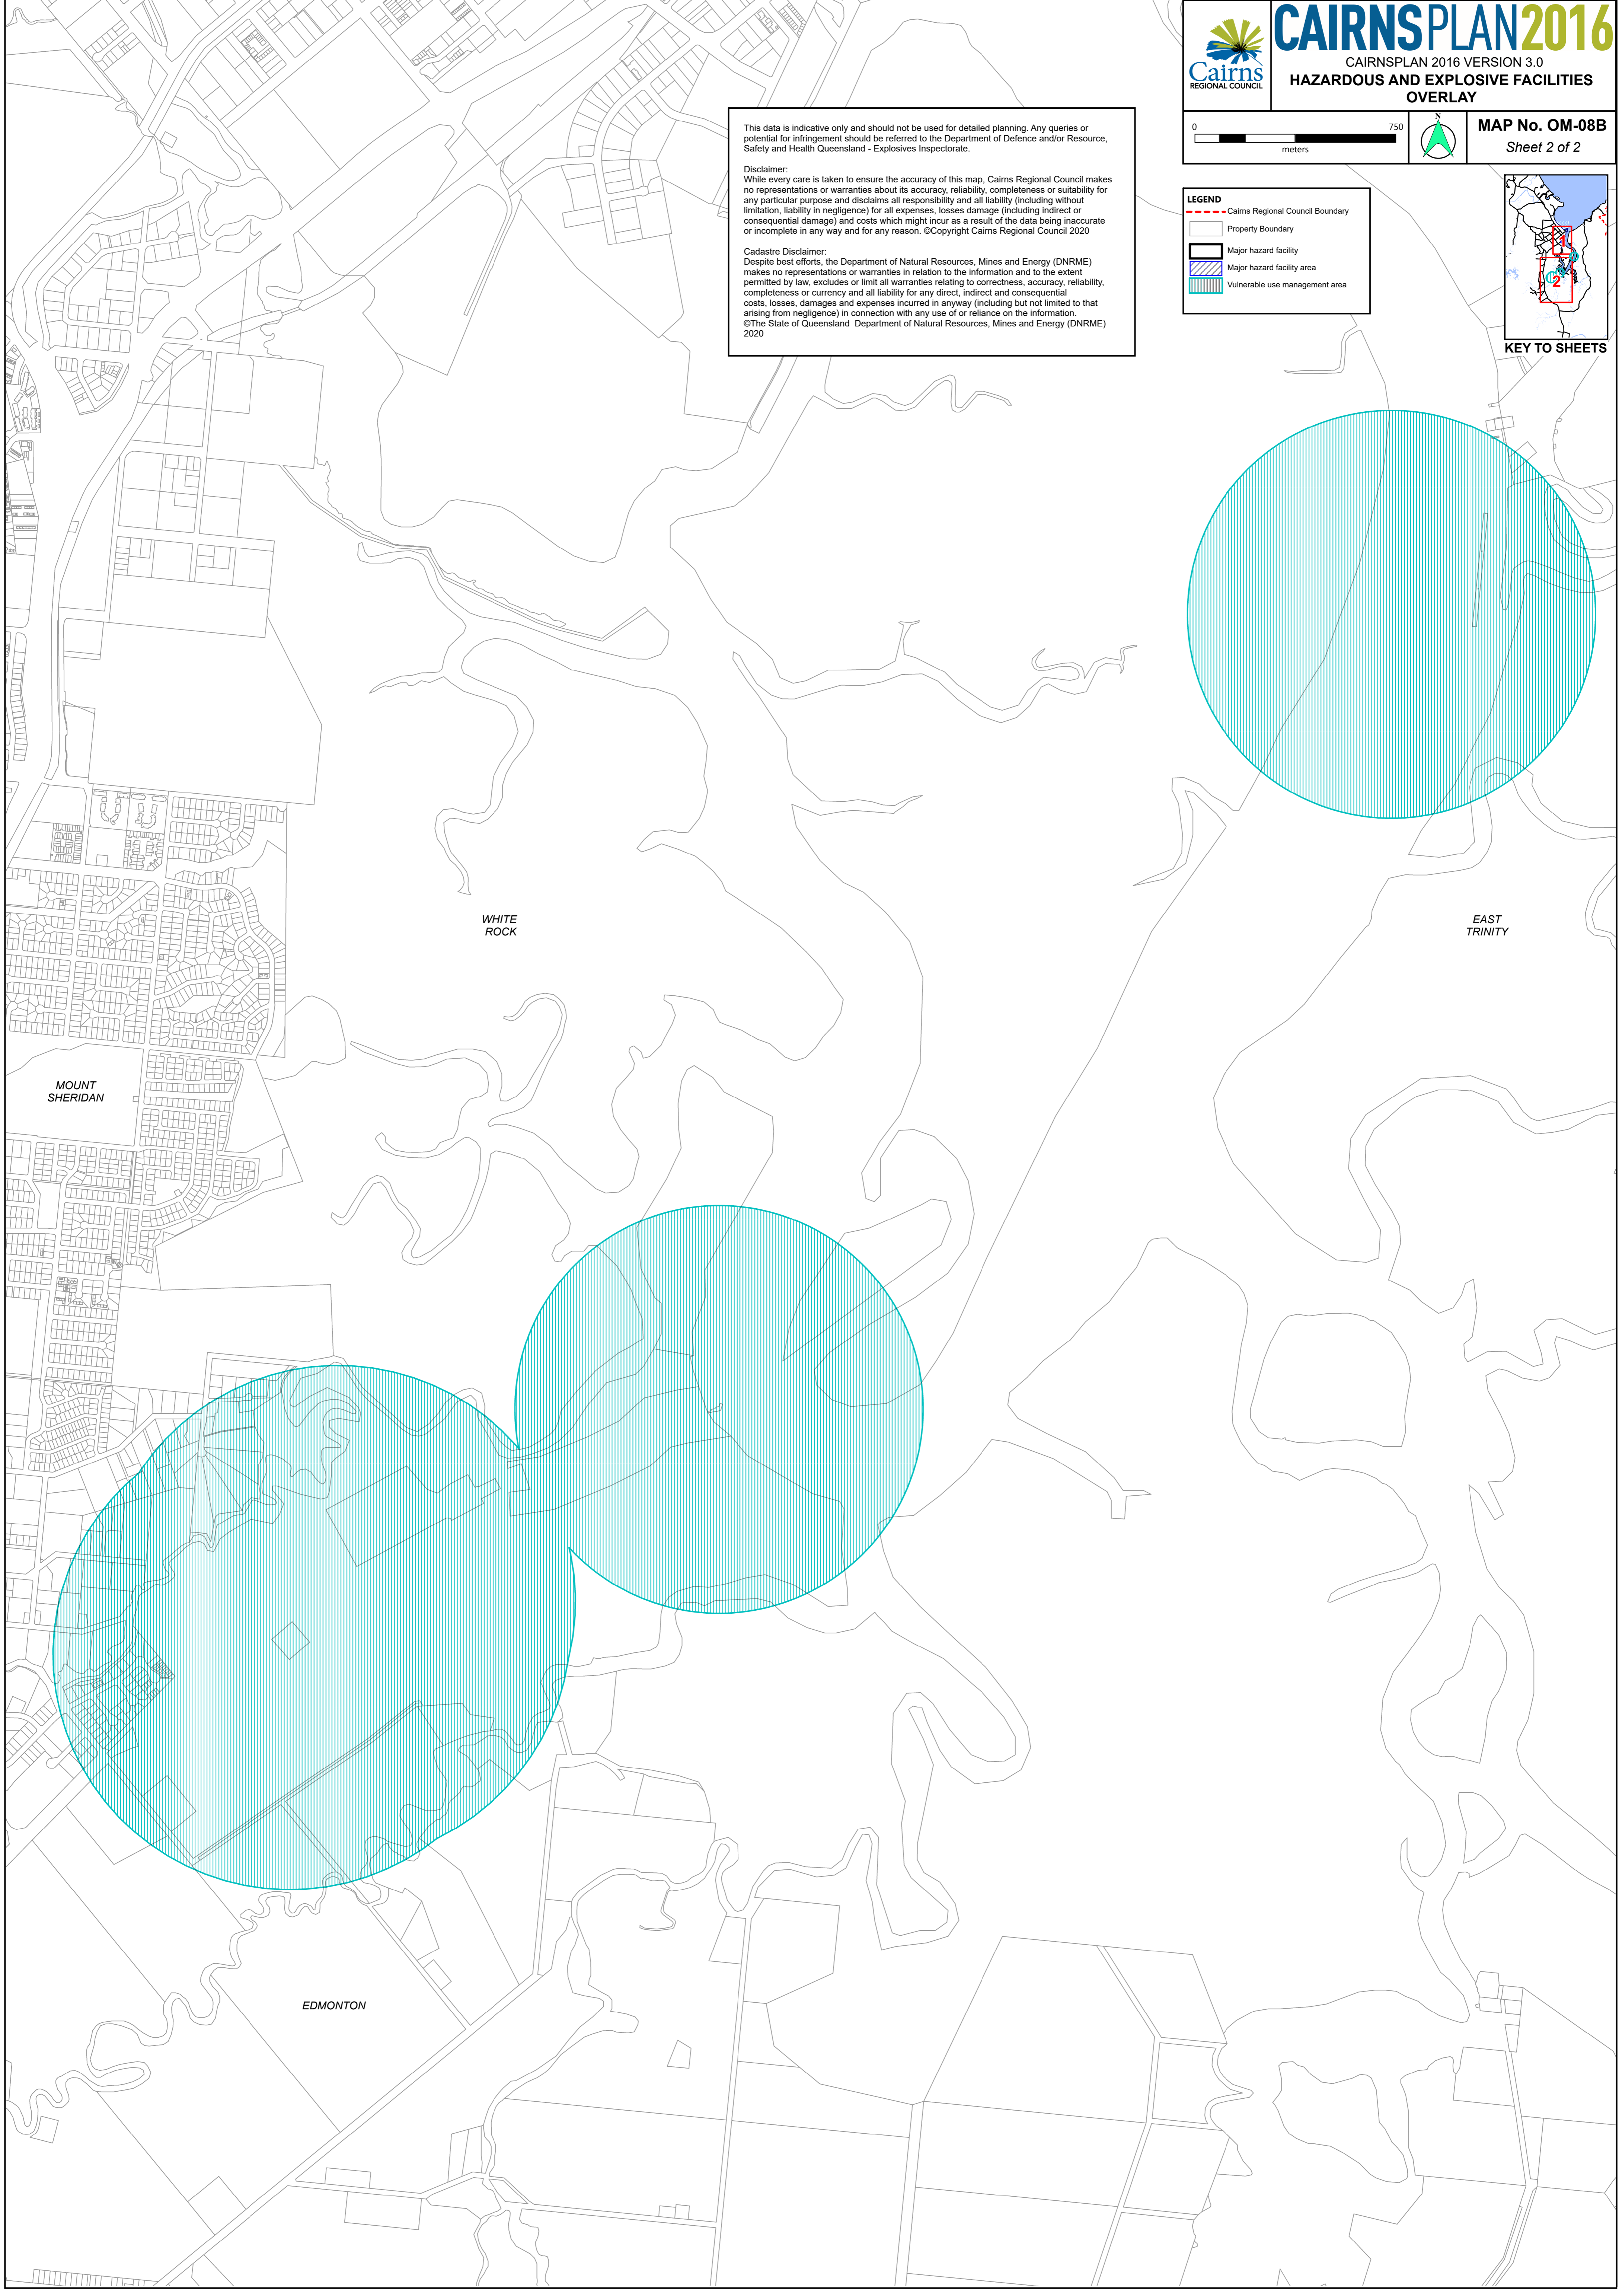 Cairns
REGIONAL COUNCIL
CAIRNSPLAN2016
CAIRNSPLAN 2016 VERSION 3.0
HAZARDOUS AND EXPLOSIVE FACILITIES
OVERLAY
0 750
meters
N
MAP No. OM-08B
Sheet 2 of 2
This data is indicative only and should not be used for detailed planning. Any queries or
potential for infringement should be referred to the Department of Defence and/or Resource,
Safety and Health Queensland - Explosives Inspectorate.
Disclaimer:
While every care is taken to ensure the accuracy of this map, Cairns Regional Council makes
no representations or warranties about its accuracy, reliability, completeness or suitability for
any particular purpose and disclaims all responsibility and all liability (including without
limitation, liability in negligence) for all expenses, losses damage (including indirect or
consequential damage) and costs which might incur as a result of the data being inaccurate
or incomplete in any way and for any reason. ©Copyright Cairns Regional Council 2020
Cadastre Disclaimer:
Despite best efforts, the Department of Natural Resources, Mines and Energy (DNRME)
makes no representations or warranties in relation to the information and to the extent
permitted by law, excludes or limit all warranties relating to correctness, accuracy, reliability,
completeness or currency and all liability for any direct, indirect and consequential
costs, losses, damages and expenses incurred in anyway (including but not limited to that
arising from negligence) in connection with any use of or reliance on the information.
©The State of Queensland Department of Natural Resources, Mines and Energy (DNRME)
2020
LEGEND
Cairns Regional Council Boundary
Property Boundary
Major hazard facility
Major hazard facility area
Vulnerable use management area
1
2
KEY TO SHEETS
WHITE
ROCK
EAST
TRINITY
MOUNT
SHERIDAN
EDMONTON